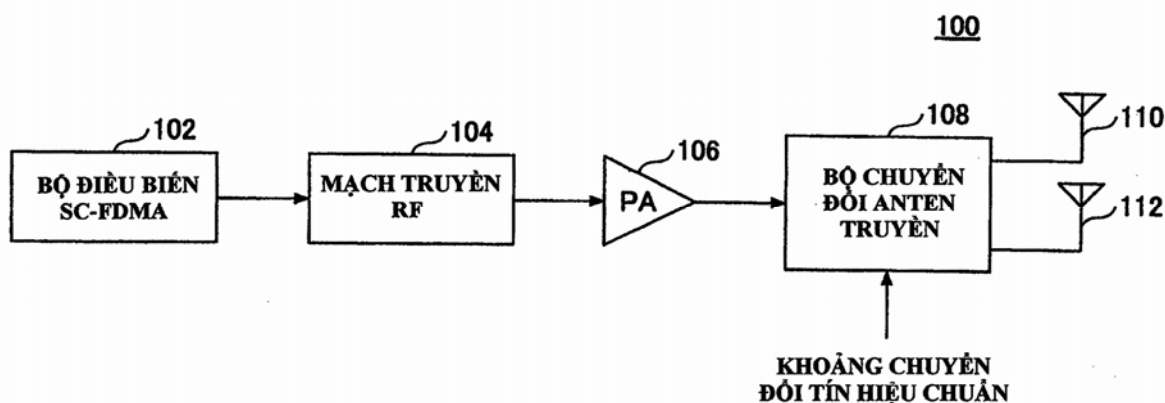 100
102
BỘ ĐIỀU BIẾN
SC-FDMA
104
MẠCH TRUYỀN
RF
106
PA
108
BỘ CHUYỂN
ĐỔI ANTEN
TRUYỀN
110
112
KHOẢNG CHUYỂN
ĐỔI TÍN HIỆU CHUẨN